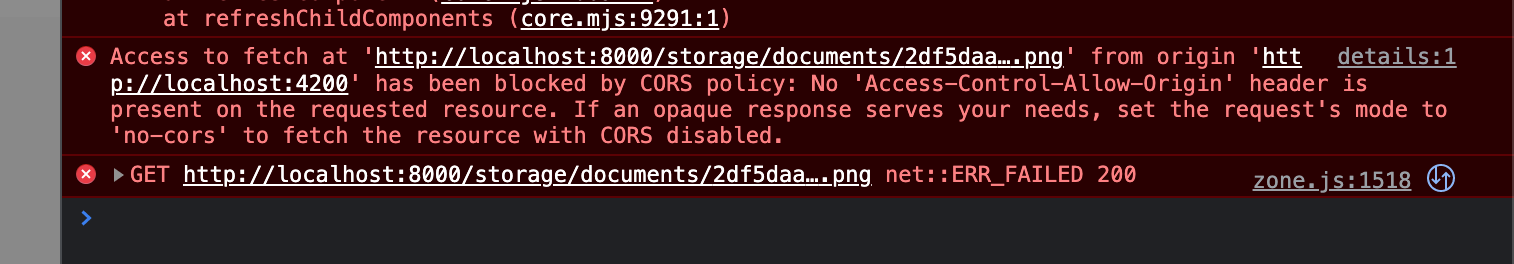 at refreshChildComponents (core.mjs:9291:1)
Access to fetch at 'http://localhost:8000/storage/documents/2df5daa….png' from origin 'htt details:1
p://localhost:4200' has been blocked by CORS policy: No 'Access-Control-Allow-Origin' header is
present on the requested resource. If an opaque response serves your needs, set the request's mode to
'no-cors' to fetch the resource with CORS disabled.
GET http://localhost:8000/storage/documents/2df5daa….png net::ERR_FAILED 200 zone.js:1518